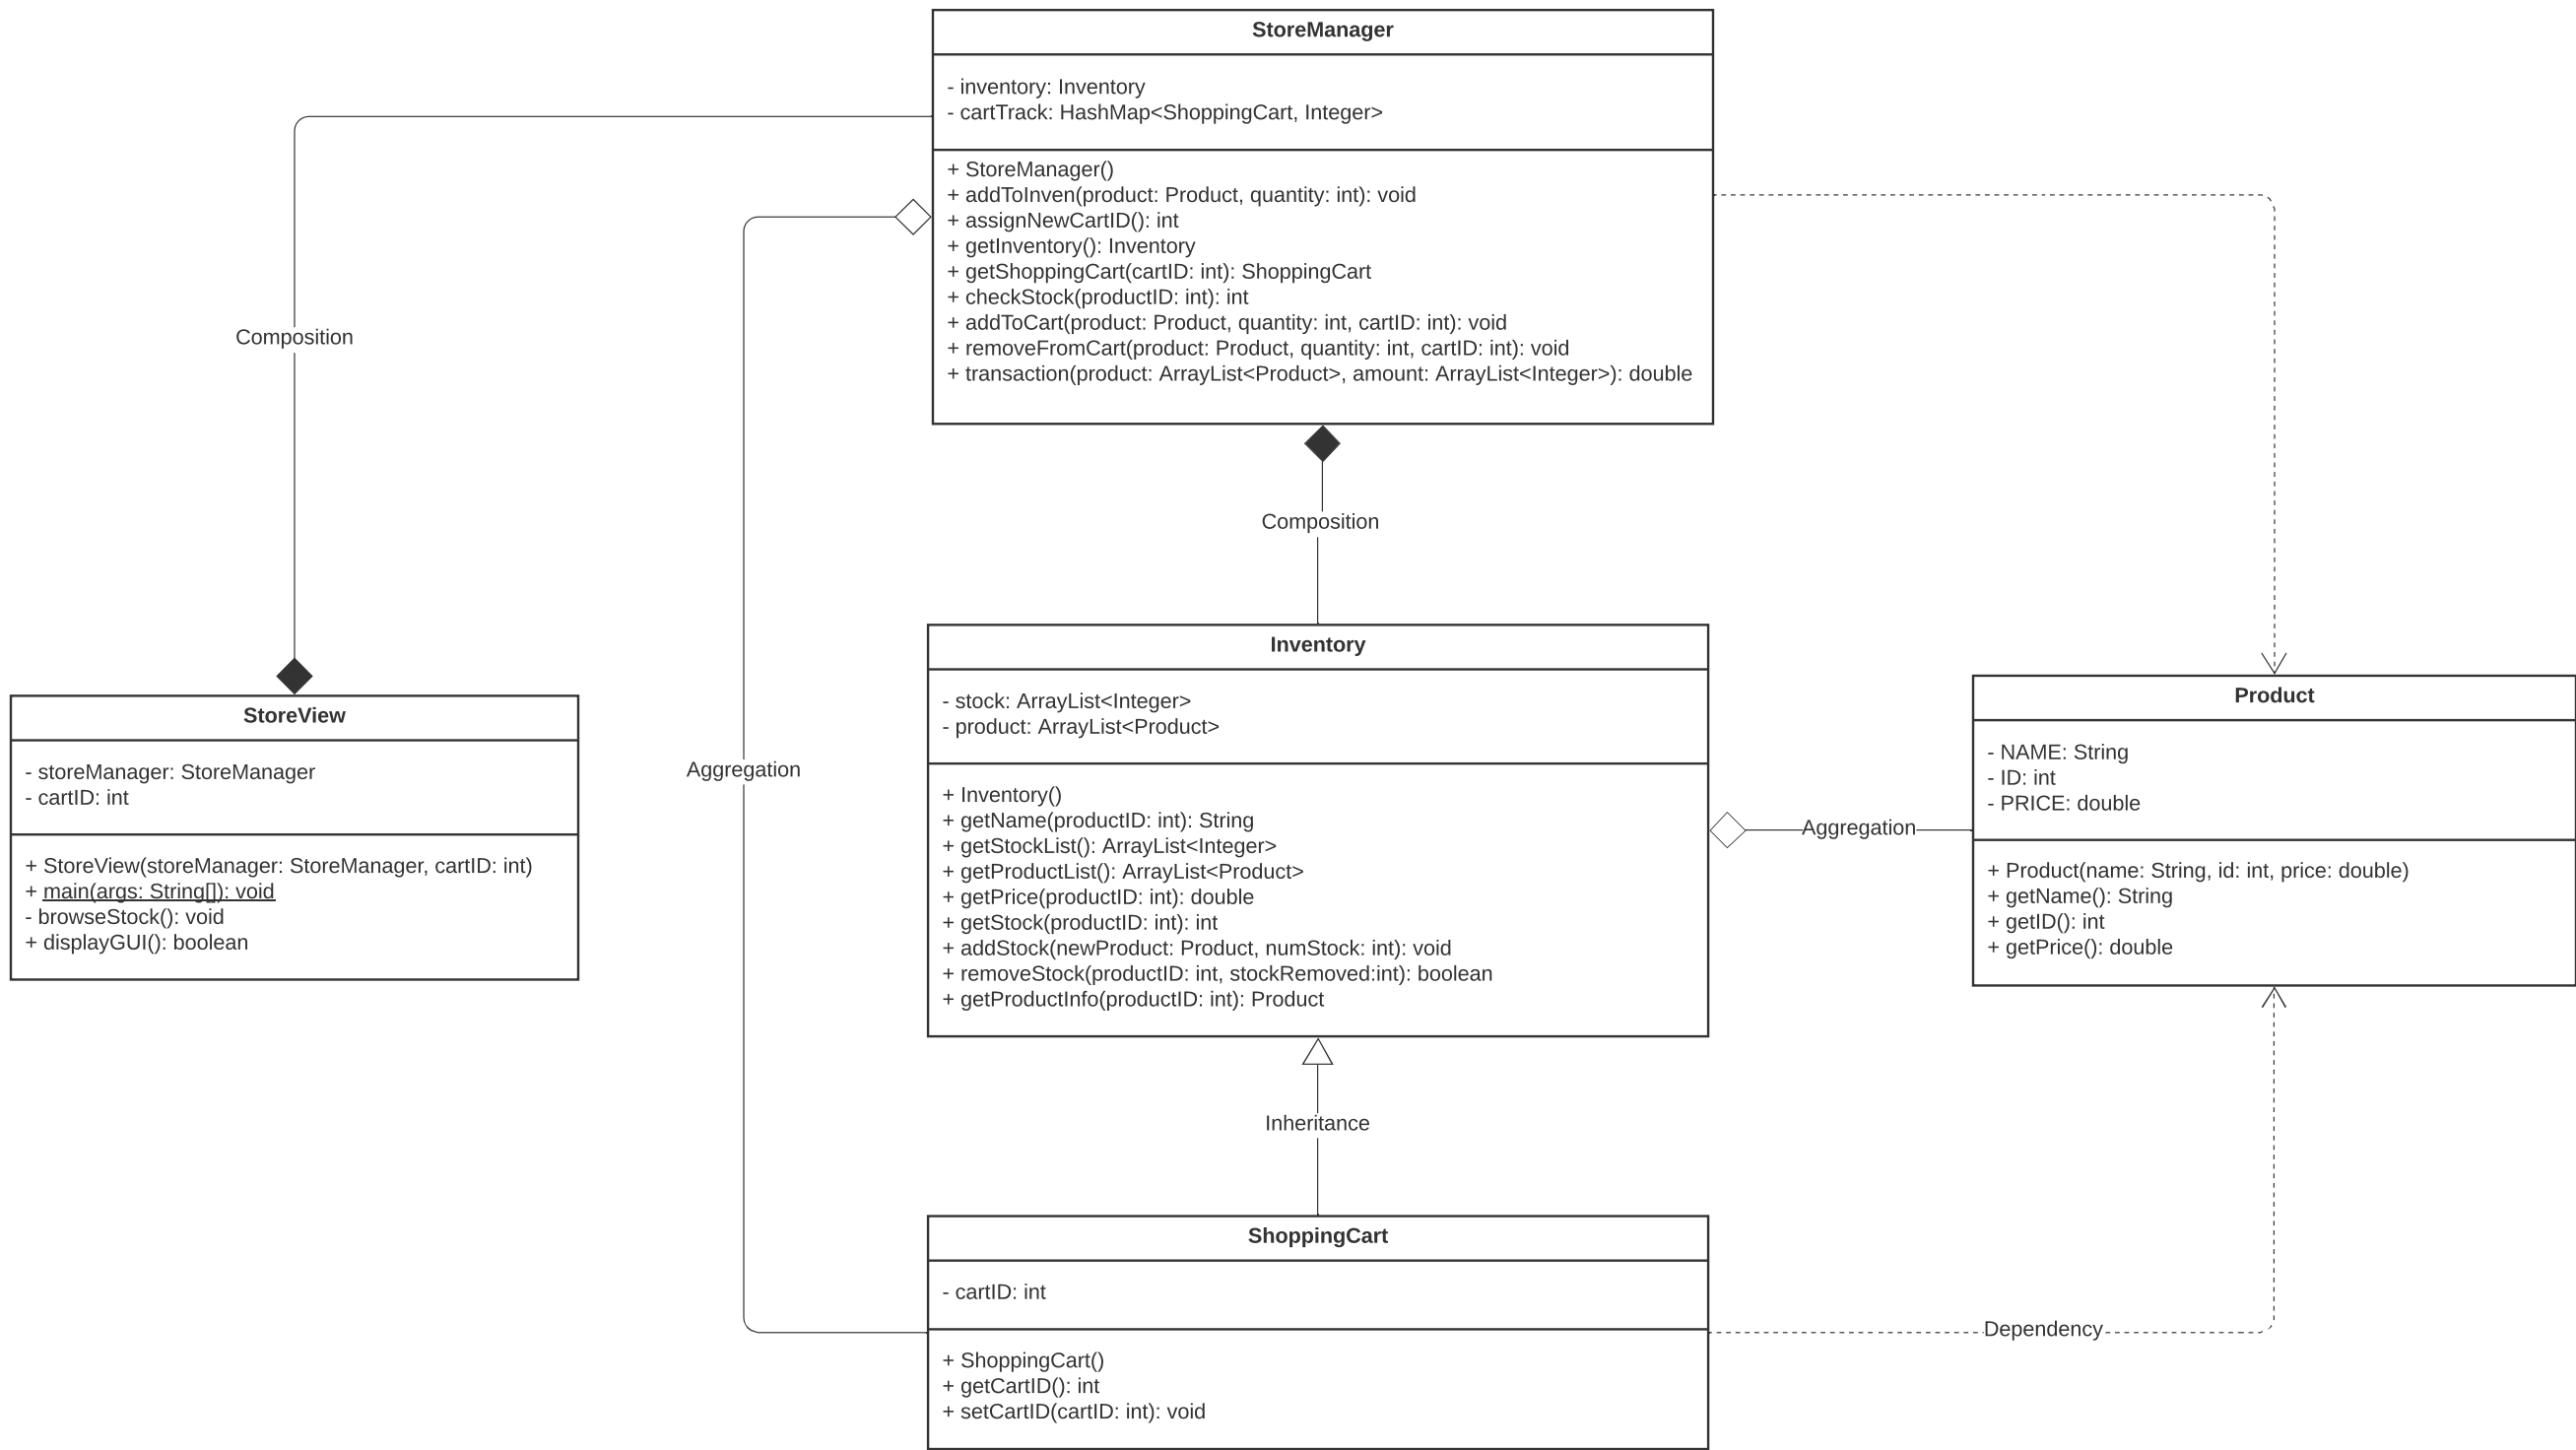 StoreManager
- inventory: Inventory
- cartTrack: HashMap<ShoppingCart, Integer>
+ StoreManager()
+ addToInven(product: Product, quantity: int): void
+ assignNewCartID(): int
+ getInventory(): Inventory
+ getShoppingCart(cartID: int): ShoppingCart
+ checkStock(productID: int): int
+ addToCart(product: Product, quantity: int, cartID: int): void
+ removeFromCart(product: Product, quantity: int, cartID: int): void
+ transaction(product: ArrayList<Product>, amount: ArrayList<Integer>): double
Composition
Composition
StoreView
- storeManager: StoreManager
- cartID: int
+ StoreView(storeManager: StoreManager, cartID: int)
+ main(args: String[]): void
- browseStock(): void
+ displayGUI(): boolean
Aggregation
Inventory
- stock: ArrayList<Integer>
- product: ArrayList<Product>
+ Inventory()
+ getName(productID: int): String
+ getStockList(): ArrayList<Integer>
+ getProductList(): ArrayList<Product>
+ getPrice(productID: int): double
+ getStock(productID: int): int
+ addStock(newProduct: Product, numStock: int): void
+ removeStock(productID: int, stockRemoved:int): boolean
+ getProductInfo(productID: int): Product
Aggregation
Product
- NAME: String
- ID: int
- PRICE: double
+ Product(name: String, id: int, price: double)
+ getName(): String
+ getID(): int
+ getPrice(): double
Inheritance
ShoppingCart
- cartID: int
+ ShoppingCart()
+ getCartID(): int
+ setCartID(cartID: int): void
Dependency